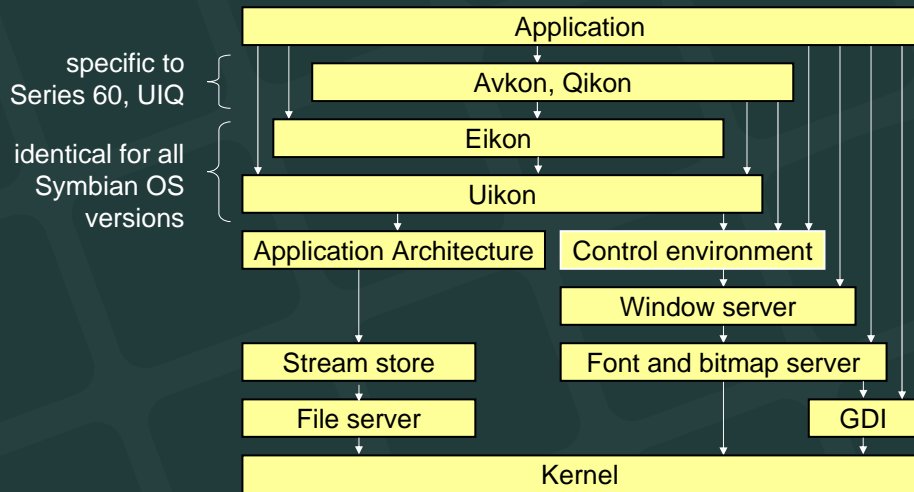 Application
specific to
Series 60, UIQ
Avkon, Qikon
Eikon
identical for all
Symbian OS
versions
Uikon
Application Architecture
Control environment
Window server
Stream store
Font and bitmap server
File server
GDI
Kernel